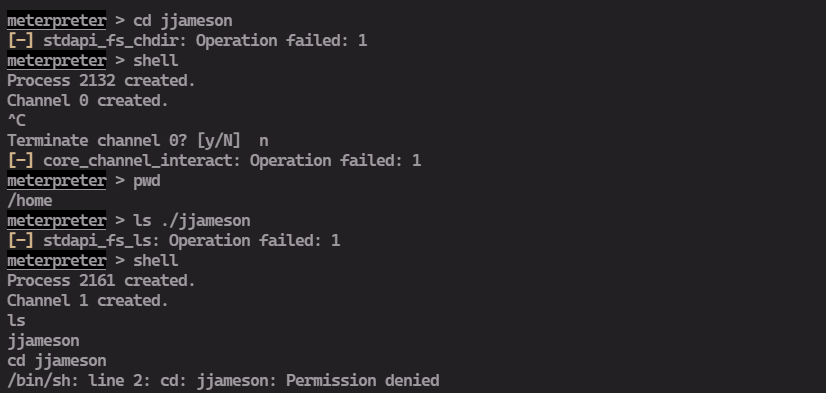 meterpreter > cd jjameson
[-] stdapi_fs_chdir: Operation failed: 1
meterpreter > shell
Process 2132 created.
Channel 0 created.
^C
Terminate channel 0? [y/N]  n
[-] core_channel_interact: Operation failed: 1
meterpreter > pwd
/home
meterpreter > ls ./jjameson
[-] stdapi_fs_ls: Operation failed: 1
meterpreter > shell
Process 2161 created.
Channel 1 created.
ls
jjameson
cd jjameson
/bin/sh: line 2: cd: jjameson: Permission denied